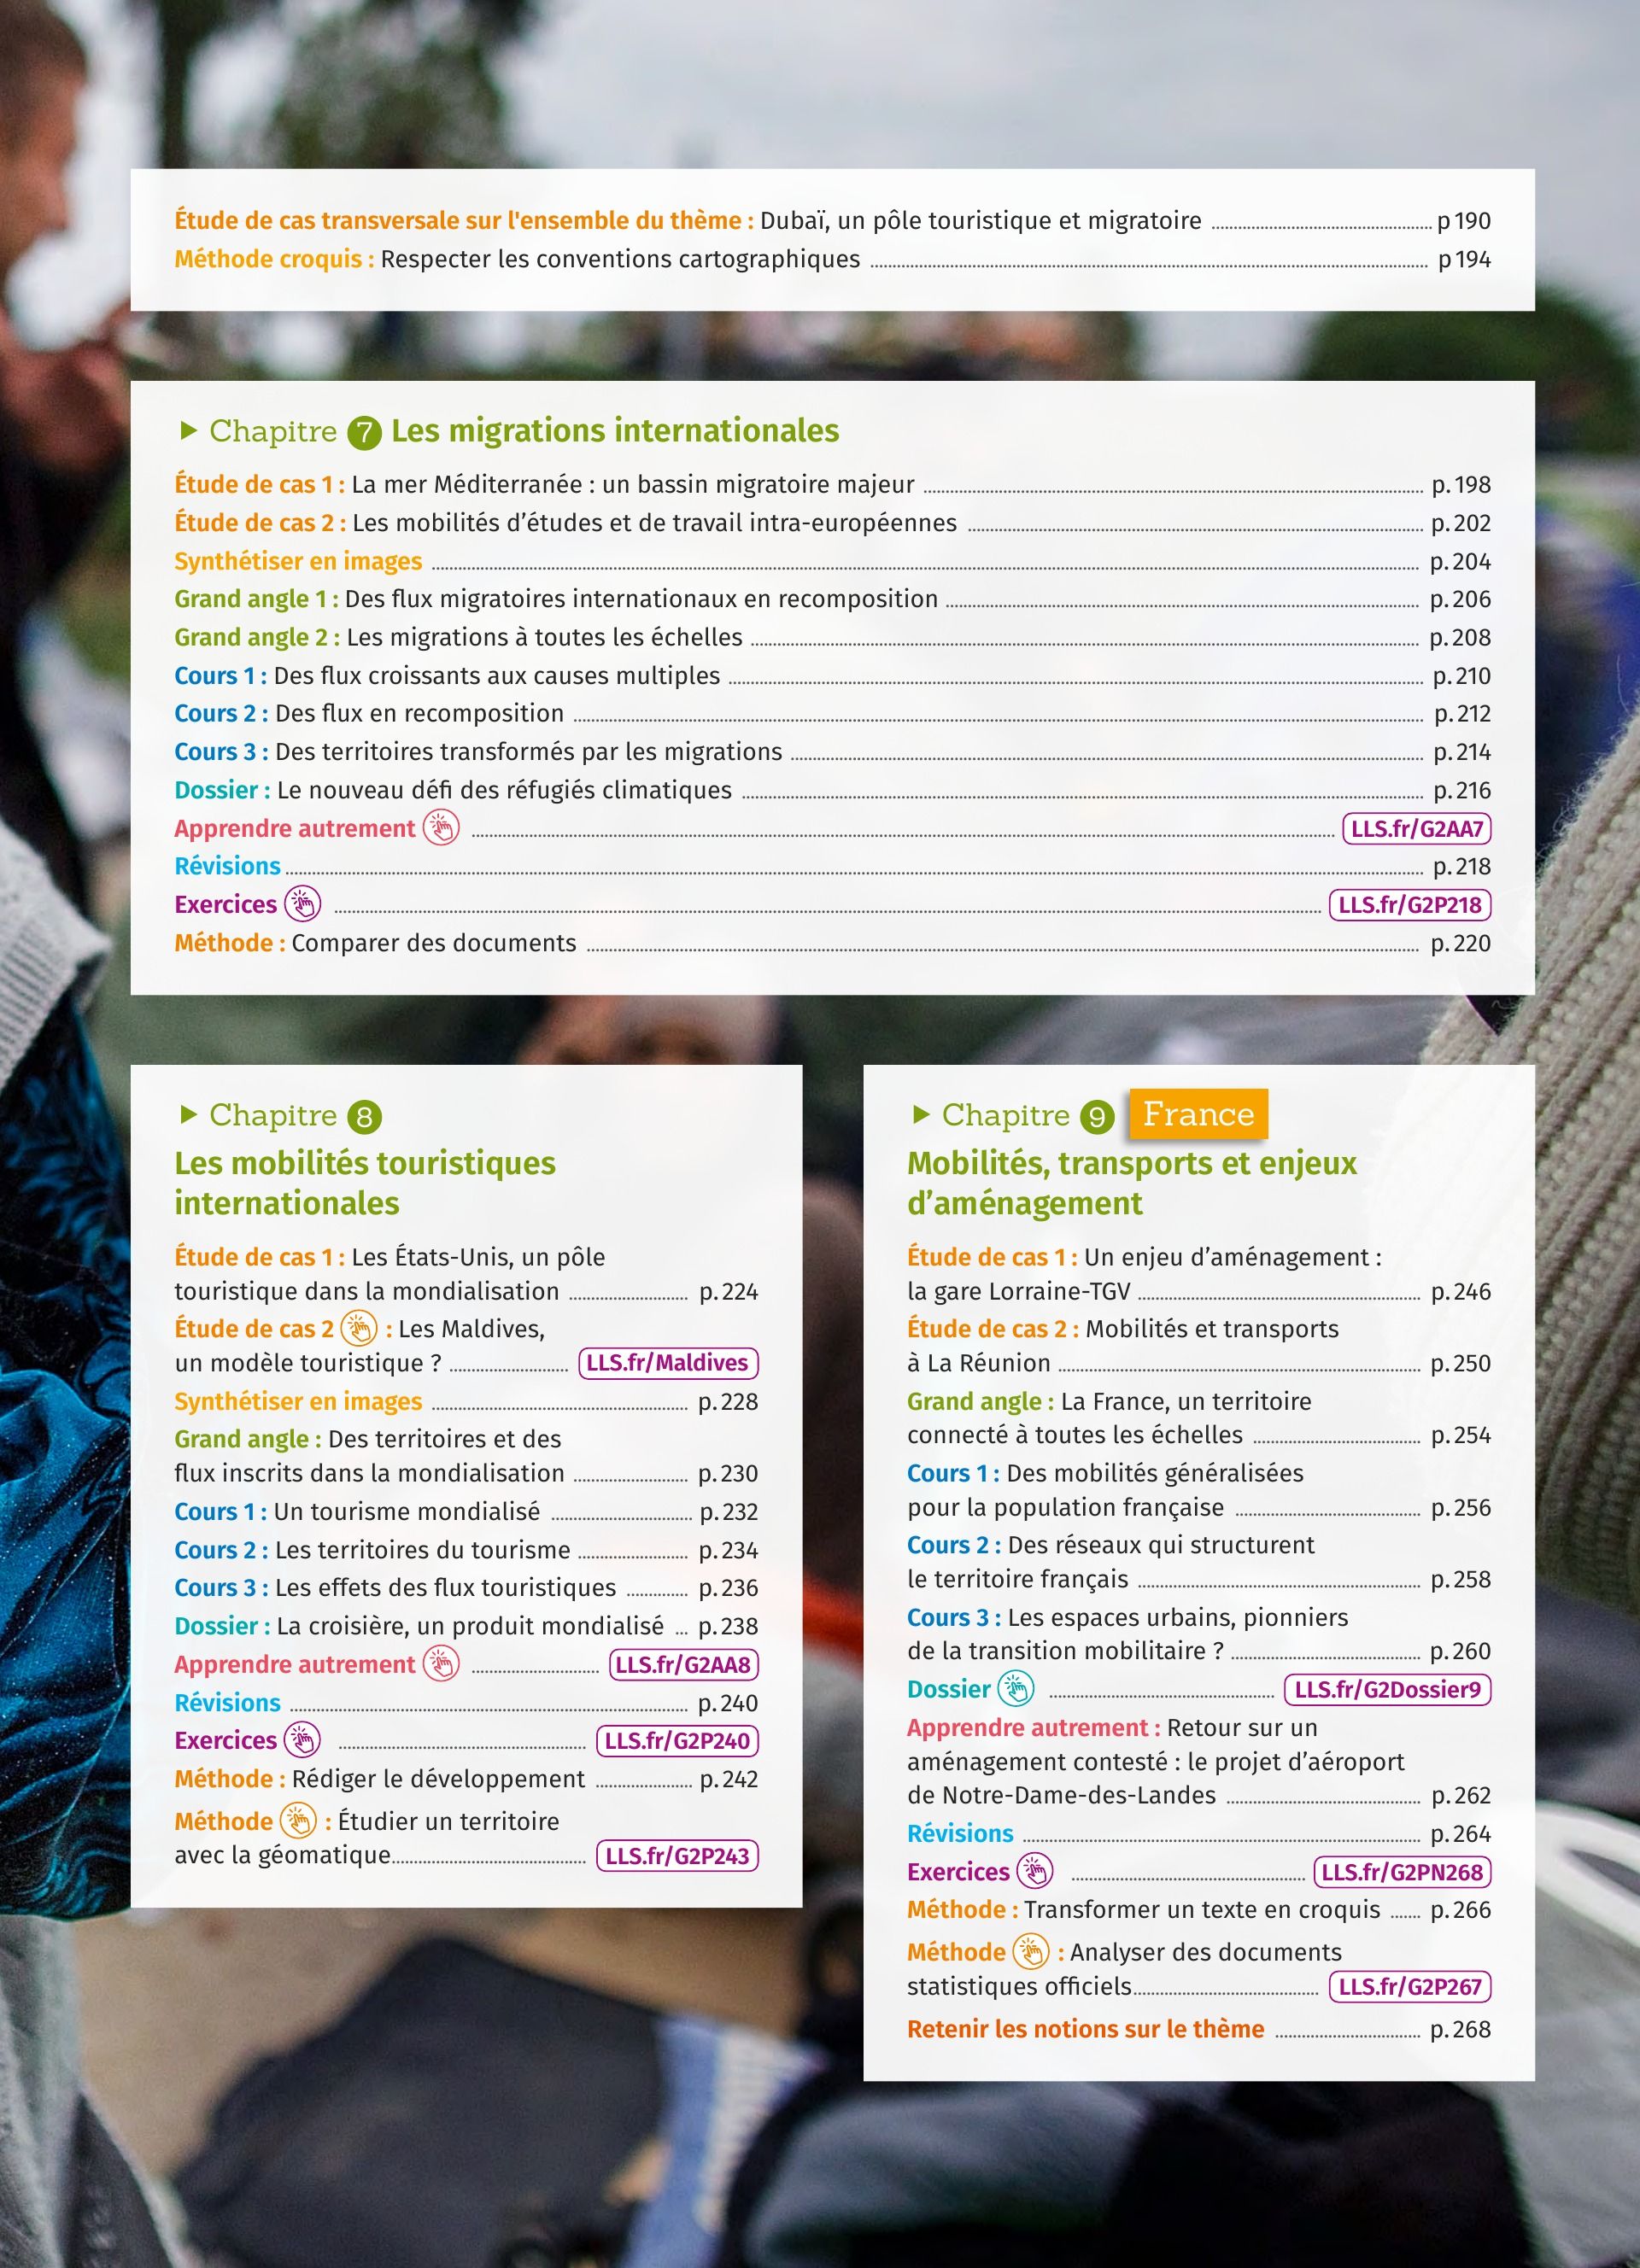 Étude de cas transversale sur l'ensemble du thème : Dubaï, un pôle touristique et migratoire p 190
Méthode croquis : Respecter les conventions cartographiques p 194
Chapitre 7 Les migrations internationales
Étude de cas 1 : La mer Méditerranée : un bassin migratoire majeur p. 198
Étude de cas 2 : Les mobilités d’études et de travail intra-européennes p. 202
Synthétiser en images p. 204
Grand angle 1 : Des flux migratoires internationaux en recomposition p. 206
Grand angle 2 : Les migrations à toutes les échelles p. 208
Cours 1 : Des flux croissants aux causes multiples p. 210
Cours 2 : Des flux en recomposition p. 212
Cours 3 : Des territoires transformés par les migrations p. 214
Dossier : Le nouveau défi des réfugiés climatiques p. 216
Apprendre autrement LLS.fr/G2AA7
Révisions p. 218
Exercices LLS.fr/G2P218
Méthode : Comparer des documents p. 220
Chapitre 8
Les mobilités touristiques
internationales
Étude de cas 1 : Les États-Unis, un pôle
touristique dans la mondialisation p. 224
Étude de cas 2 : Les Maldives,
un modèle touristique ? LLS.fr/Maldives
Synthétiser en images p. 228
Grand angle : Des territoires et des
flux inscrits dans la mondialisation p. 230
Cours 1 : Un tourisme mondialisé p. 232
Cours 2 : Les territoires du tourisme p. 234
Cours 3 : Les effets des flux touristiques p. 236
Dossier : La croisière, un produit mondialisé p. 238
Apprendre autrement LLS.fr/G2AA8
Révisions p. 240
Exercices LLS.fr/G2P240
Méthode : Rédiger le développement p. 242
Méthode : Étudier un territoire
avec la géomatique LLS.fr/G2P243
Chapitre 9 France
Mobilités, transports et enjeux
d’aménagement
Étude de cas 1 : Un enjeu d’aménagement :
la gare Lorraine-TGV p. 246
Étude de cas 2 : Mobilités et transports
à La Réunion p. 250
Grand angle : La France, un territoire
connecté à toutes les échelles p. 254
Cours 1 : Des mobilités généralisées
pour la population française p. 256
Cours 2 : Des réseaux qui structurent
le territoire français p. 258
Cours 3 : Les espaces urbains, pionniers
de la transition mobilitaire ? p. 260
Dossier LLS.fr/G2Dossier9
Apprendre autrement : Retour sur un
aménagement contesté : le projet d’aéroport
de Notre-Dame-des-Landes p. 262
Révisions p. 264
Exercices LLS.fr/G2PN268
Méthode : Transformer un texte en croquis p. 266
Méthode : Analyser des documents
statistiques officiels LLS.fr/G2P267
Retenir les notions sur le thème p. 268